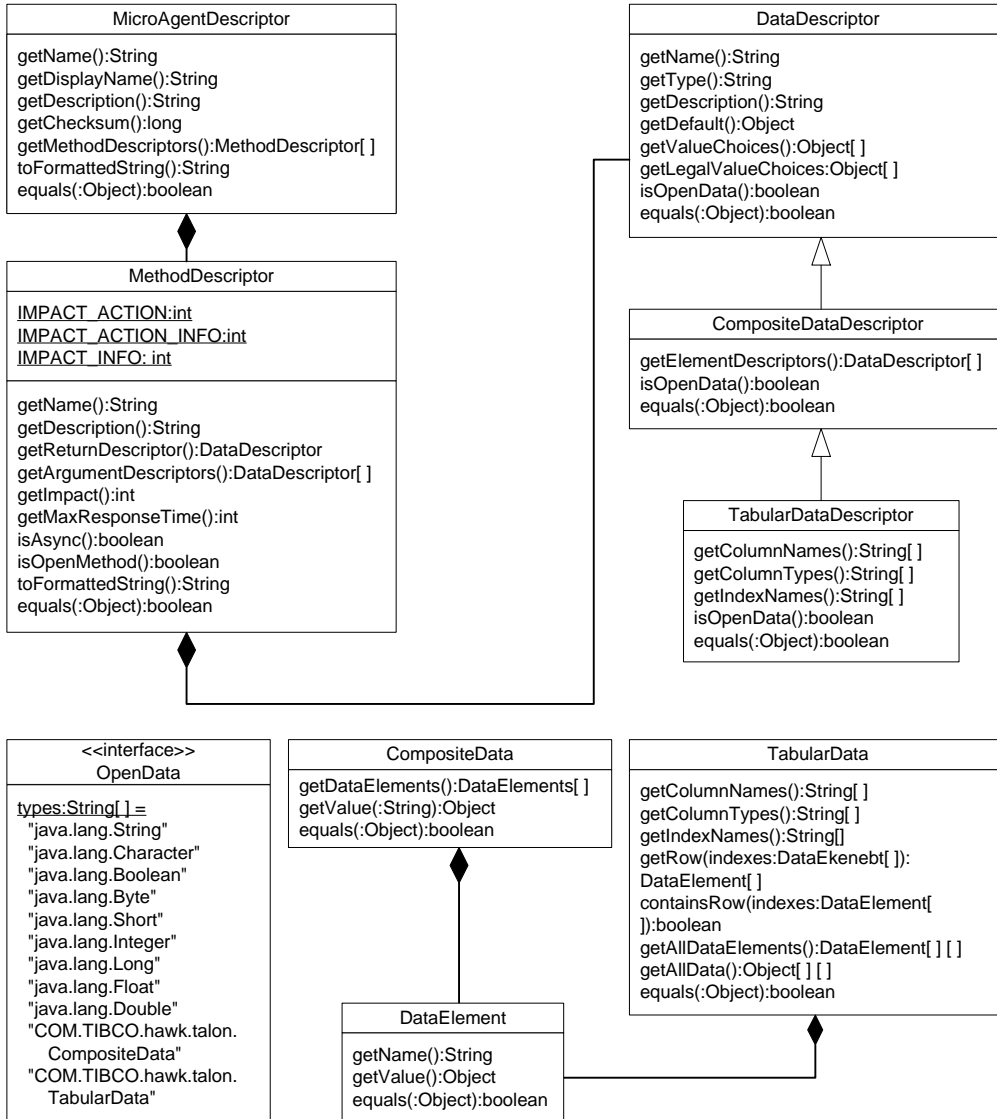 MicroAgentDescriptor
getName():String
getDisplayName():String
getDescription():String
getChecksum():long
getMethodDescriptors():MethodDescriptor[ ]
toFormattedString():String
equals(:Object):boolean
MethodDescriptor
IMPACT_ACTION:int
IMPACT_ACTION_INFO:int
IMPACT_INFO: int
getName():String
getDescription():String
getReturnDescriptor():DataDescriptor
getArgumentDescriptors():DataDescriptor[ ]
getImpact():int
getMaxResponseTime():int
isAsync():boolean
isOpenMethod():boolean
toFormattedString():String
equals(:Object):boolean
DataDescriptor
getName():String
getType():String
getDescription():String
getDefault():Object
getValueChoices():Object[ ]
getLegalValueChoices:Object[ ]
isOpenData():boolean
equals(:Object):boolean
CompositeDataDescriptor
getElementDescriptors():DataDescriptor[ ]
isOpenData():boolean
equals(:Object):boolean
TabularDataDescriptor
getColumnNames():String[ ]
getColumnTypes():String[ ]
getIndexNames():String[ ]
isOpenData():boolean
equals(:Object):boolean
<<interface>>
OpenData
types:String[ ] =
"java.lang.String"
"java.lang.Character"
"java.lang.Boolean"
"java.lang.Byte"
"java.lang.Short"
"java.lang.Integer"
"java.lang.Long"
"java.lang.Float"
"java.lang.Double"
"COM.TIBCO.hawk.talon.
CompositeData"
"COM.TIBCO.hawk.talon.
TabularData"
CompositeData
getDataElements():DataElements[ ]
getValue(:String):Object
equals(:Object):boolean
DataElement
getName():String
getValue():Object
equals(:Object):boolean
TabularData
getColumnNames():String[ ]
getColumnTypes():String[ ]
getIndexNames():String[]
getRow(indexes:DataEkenebt[ ]):
DataElement[ ]
containsRow(indexes:DataElement[
]):boolean
getAllDataElements():DataElement[ ] [ ]
getAllData():Object[ ] [ ]
equals(:Object):boolean